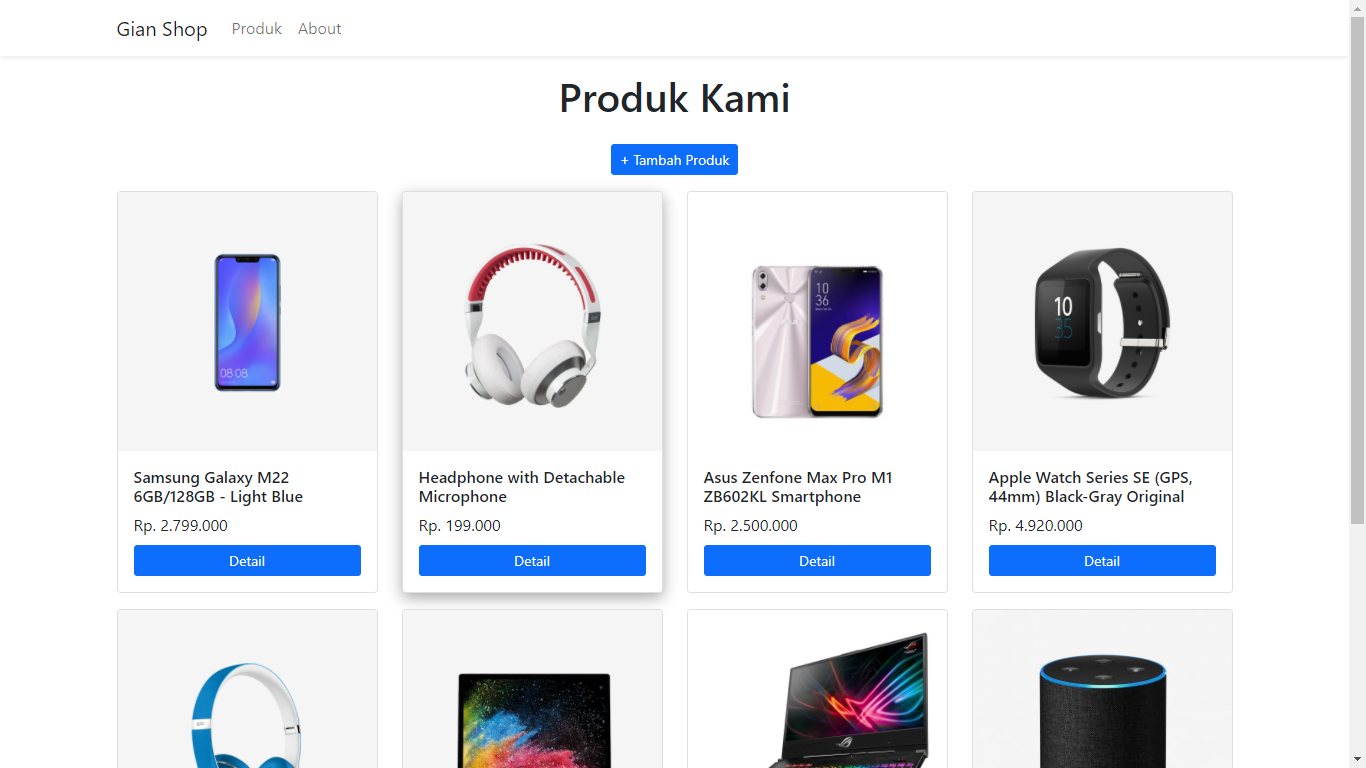 Gian Shop Produk About
Produk Kami
+ Tambah Produk
08:08
10
36
10
35
Samsung Galaxy M22
6GB/128GB - Light Blue
Rp. 2.799.000
Detail
Headphone with Detachable
Microphone
Rp. 199.000
Detail
Asus Zenfone Max Pro M1
ZB602KL Smartphone
Rp. 2.500.000
Detail
Apple Watch Series SE (GPS,
44mm) Black-Gray Original
Rp. 4.920.000
Detail